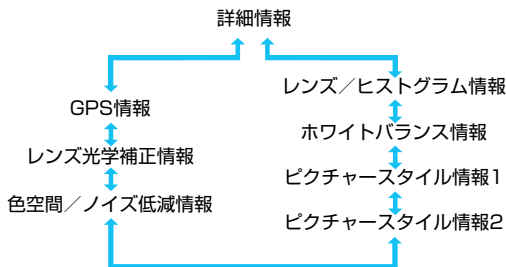 詳細情報
レンズ／ヒストグラム情報
GPS情報
ホワイトバランス情報
レンズ光学補正情報
ピクチャースタイル情報1
色空間／ノイズ低減情報
ピクチャースタイル情報2